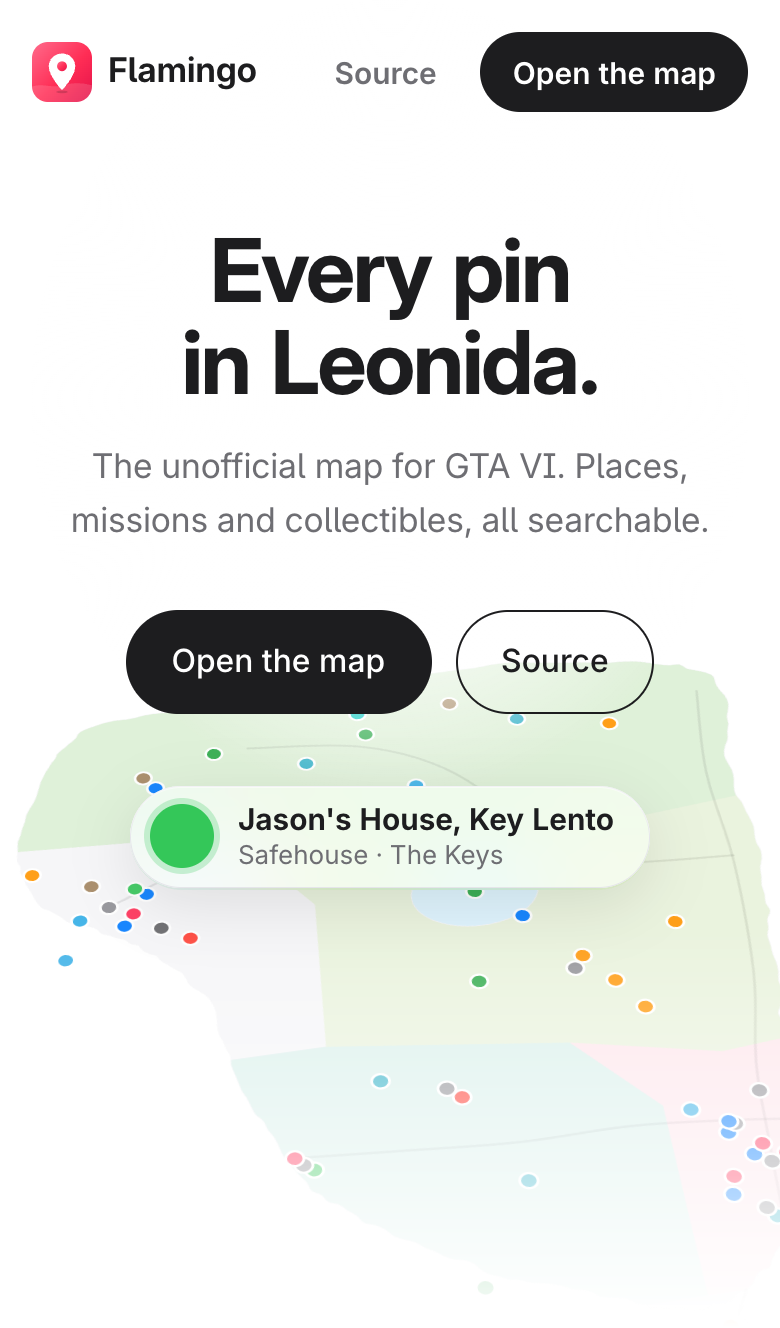 Flamingo
Source
Open the map
Every pin
in Leonida.
The unofficial map for GTA VI. Places,
missions and collectibles, all searchable.
Open the map
Source
Jason's House, Key Lento
Safehouse · The Keys